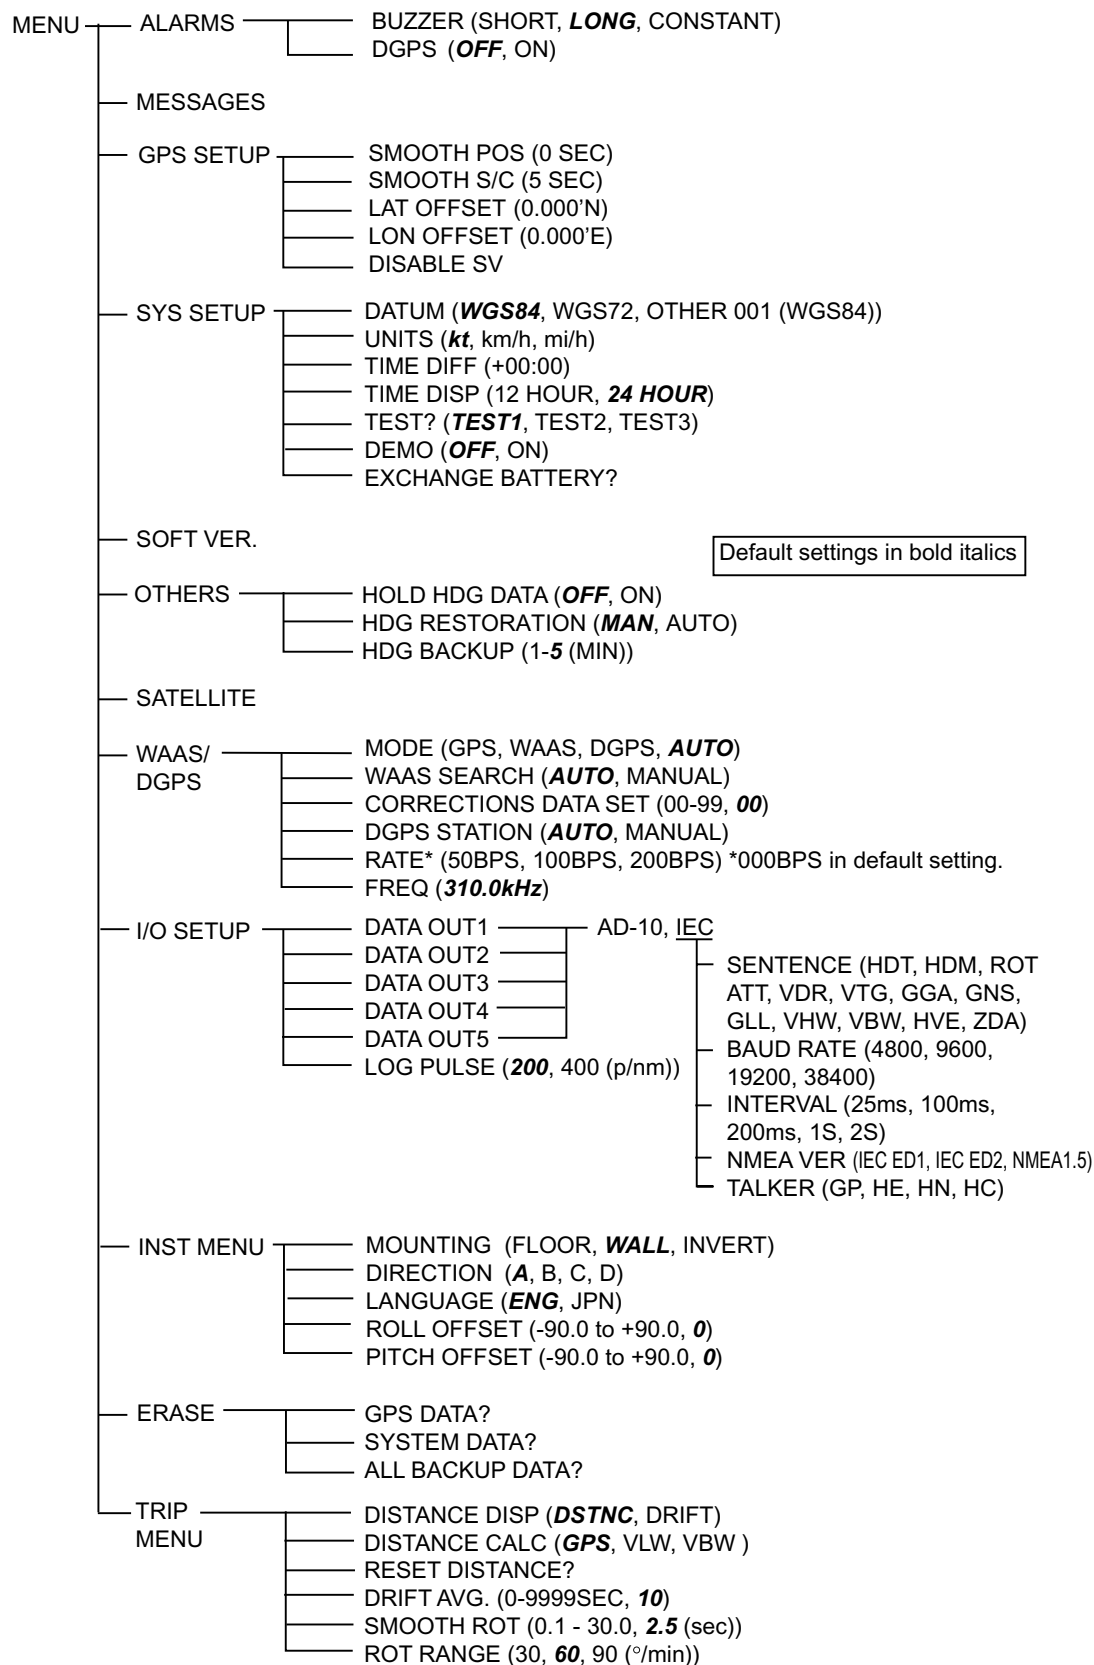 MENU
ALARMS
BUZZER (SHORT, LONG, CONSTANT)
DGPS (OFF, ON)
MESSAGES
GPS SETUP
SMOOTH POS (0 SEC)
SMOOTH S/C (5 SEC)
LAT OFFSET (0.000’N)
LON OFFSET (0.000’E)
DISABLE SV
SYS SETUP
DATUM (WGS84, WGS72, OTHER 001 (WGS84))
UNITS (kt, km/h, mi/h)
TIME DIFF (+00:00)
TIME DISP (12 HOUR, 24 HOUR)
TEST? (TEST1, TEST2, TEST3)
DEMO (OFF, ON)
EXCHANGE BATTERY?
SOFT VER.
Default settings in bold italics
OTHERS
HOLD HDG DATA (OFF, ON)
HDG RESTORATION (MAN, AUTO)
HDG BACKUP (1-5 (MIN))
SATELLITE
WAAS/
DGPS
MODE (GPS, WAAS, DGPS, AUTO)
WAAS SEARCH (AUTO, MANUAL)
CORRECTIONS DATA SET (00-99, 00)
DGPS STATION (AUTO, MANUAL)
RATE* (50BPS, 100BPS, 200BPS) *000BPS in default setting.
FREQ (310.0kHz)
I/O SETUP
DATA OUT1
DATA OUT2
DATA OUT3
DATA OUT4
DATA OUT5
LOG PULSE (200, 400 (p/nm))
AD-10, IEC
SENTENCE (HDT, HDM, ROT
ATT, VDR, VTG, GGA, GNS,
GLL, VHW, VBW, HVE, ZDA)
BAUD RATE (4800, 9600,
19200, 38400)
INTERVAL (25ms, 100ms,
200ms, 1S, 2S)
NMEA VER (IEC ED1, IEC ED2, NMEA1.5)
TALKER (GP, HE, HN, HC)
INST MENU
MOUNTING (FLOOR, WALL, INVERT)
DIRECTION (A, B, C, D)
LANGUAGE (ENG, JPN)
ROLL OFFSET (-90.0 to +90.0, 0)
PITCH OFFSET (-90.0 to +90.0, 0)
ERASE
GPS DATA?
SYSTEM DATA?
ALL BACKUP DATA?
TRIP
MENU
DISTANCE DISP (DSTNC, DRIFT)
DISTANCE CALC (GPS, VLW, VBW )
RESET DISTANCE?
DRIFT AVG. (0-9999SEC, 10)
SMOOTH ROT (0.1 - 30.0, 2.5 (sec))
ROT RANGE (30, 60, 90 (°/min))